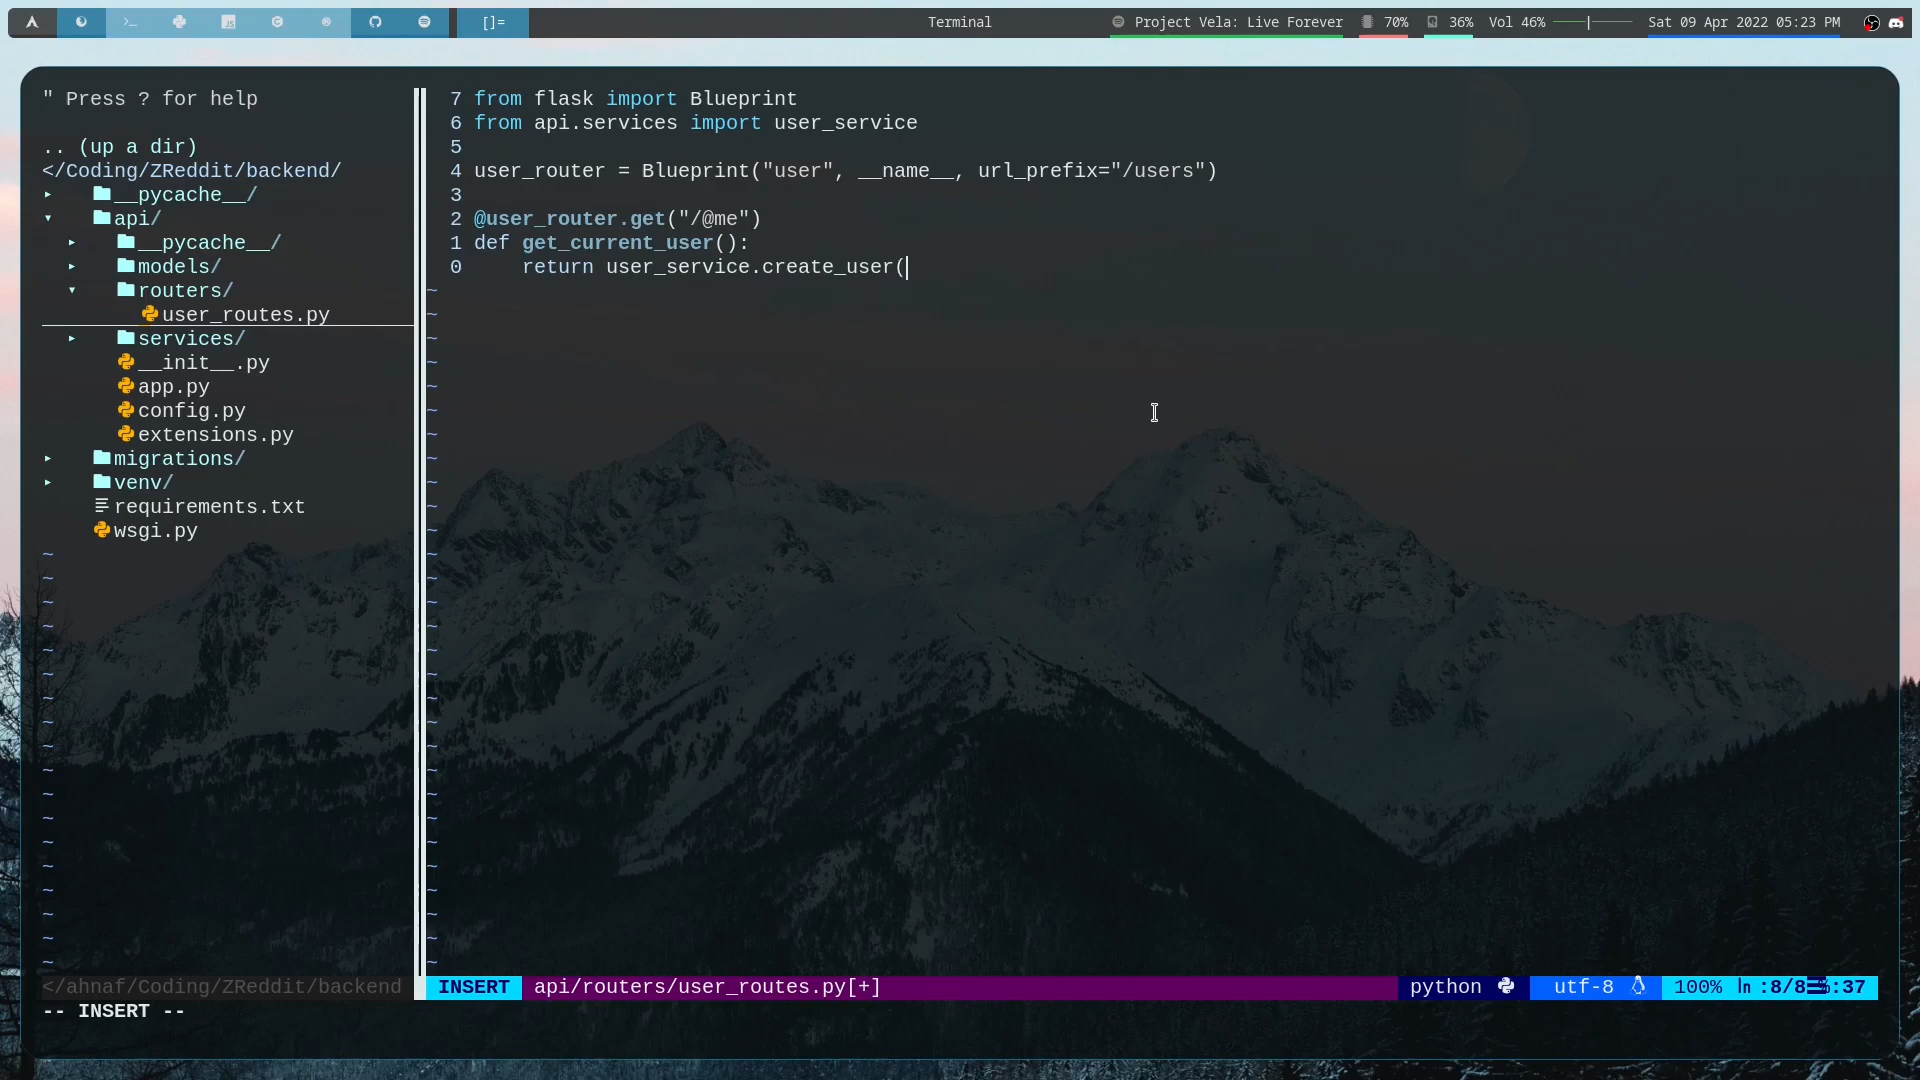 []=
Terminal
Project Vela: Live Forever
70%
36%
Vol 46%
Sat 09 Apr 2022 05:23 PM
" Press ? for help
.. (up a dir)
</Coding/ZReddit/backend/
▸ __pycache__/
▾ api/
▸ __pycache__/
▸ models/
▾ routers/
user_routes.py
▸ services/
__init__.py
app.py
config.py
extensions.py
▸ migrations/
▸ venv/
requirements.txt
wsgi.py
7 from flask import Blueprint
6 from api.services import user_service
5
4 user_router = Blueprint("user", __name__, url_prefix="/users")
3
2 @user_router.get("/@me")
1 def get_current_user():
0     return user_service.create_user(
</ahnaf/Coding/ZReddit/backend
INSERT api/routers/user_routes.py[+]
python
utf-8
100% ln :8/8
:37
-- INSERT --